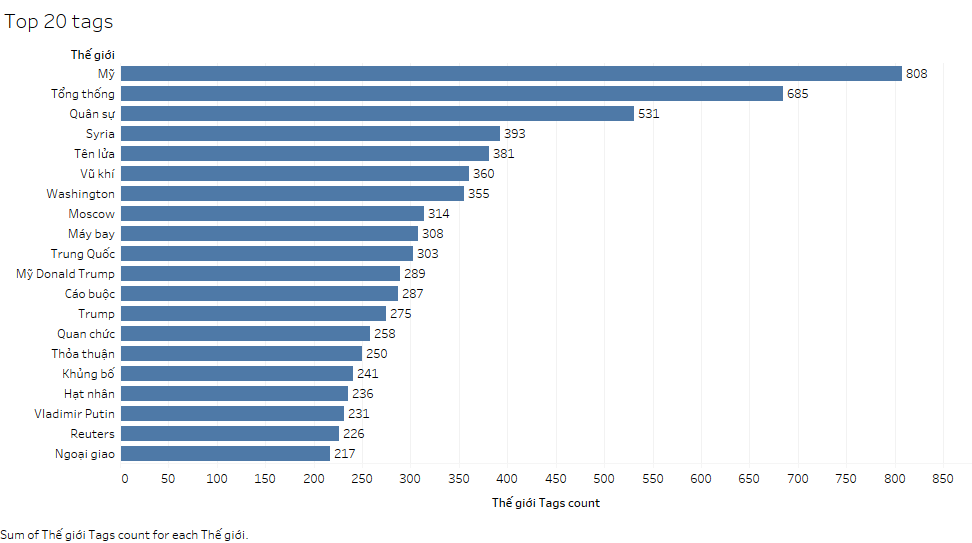 Top 20 tags
Thế giới
Mỹ 808
Tổng thống 685
Quân sự 531
Syria 393
Tên lửa 381
Vũ khí 360
Washington 355
Moscow 314
Máy bay 308
Trung Quốc 303
Mỹ Donald Trump 289
Cáo buộc 287
Trump 275
Quan chức 258
Thỏa thuận 250
Khủng bố 241
Hạt nhân 236
Vladimir Putin 231
Reuters 226
Ngoại giao 217
0 50 100 150 200 250 300 350 400 450 500 550 600 650 700 750 800 850
Thế giới Tags count
Sum of Thế giới Tags count for each Thế giới.